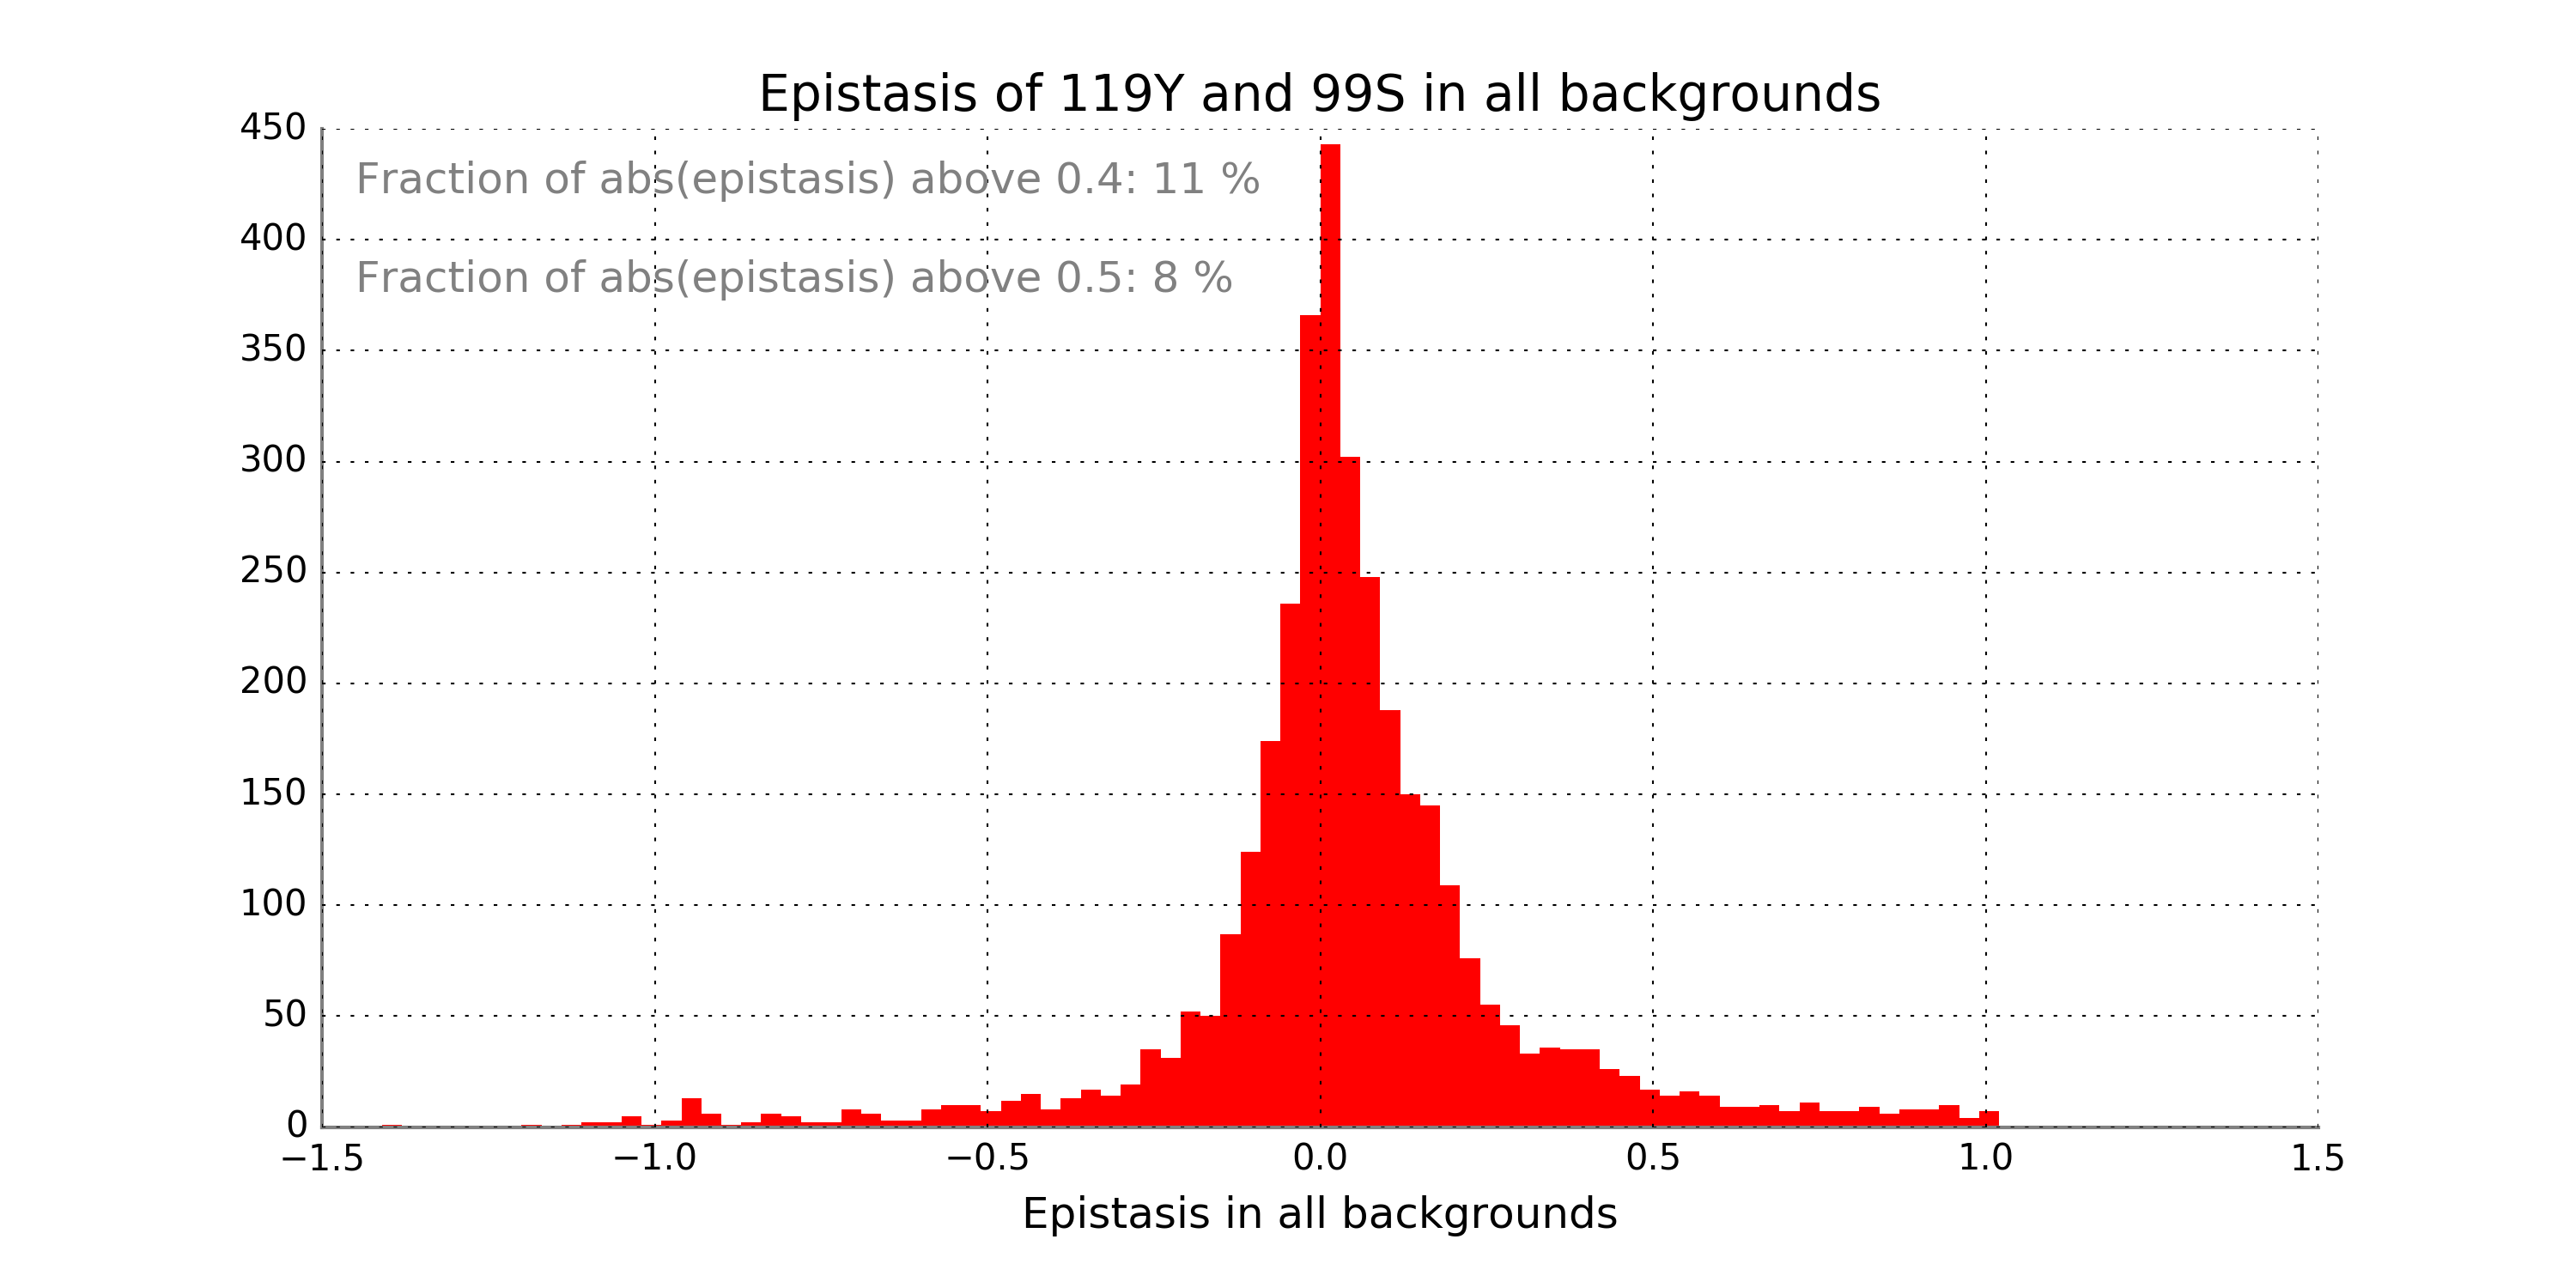 Epistasis of 119Y and 99S in all backgrounds
450
Fraction of abs(epistasis) above 0.4: 11 %
400
Fraction of abs(epistasis) above 0.5: 8 %
350
300
250
200
150
100
50
0
−1.5 −1.0 −0.5 0.0 0.5 1.0 1.5
Epistasis in all backgrounds